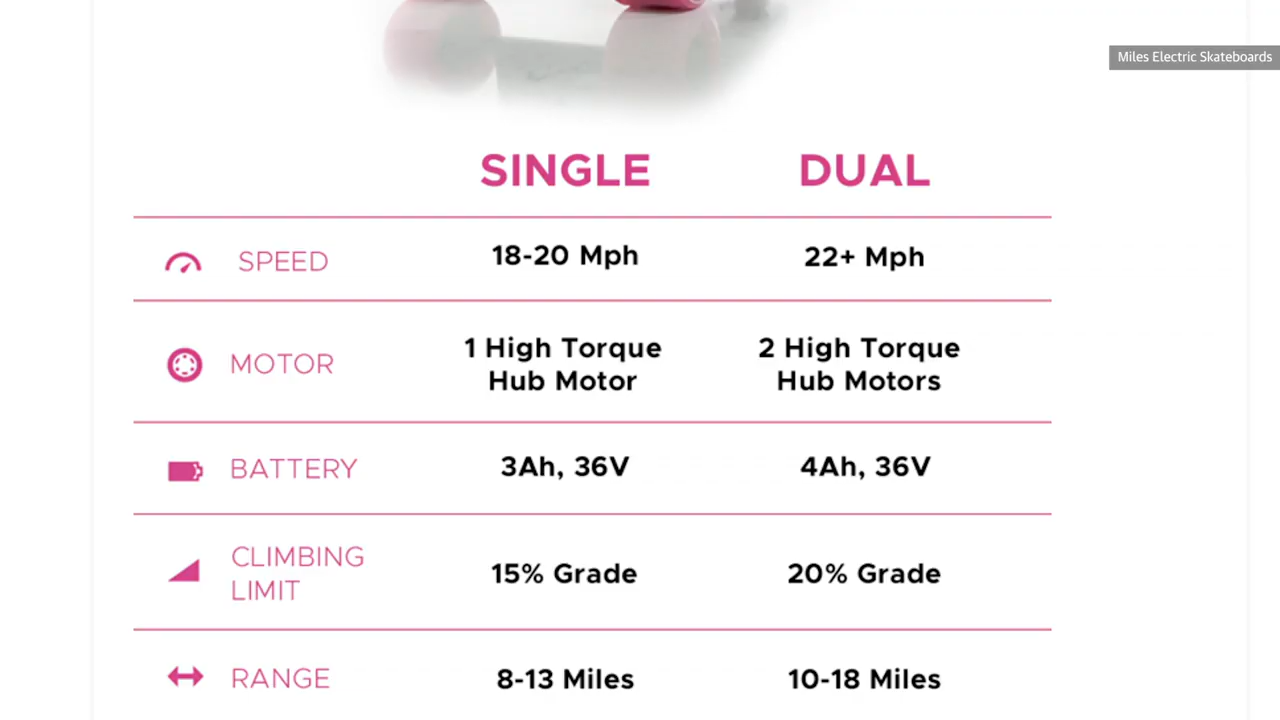 Miles Electric Skateboards
SINGLE DUAL
SPEED 18-20 Mph 22+ Mph
MOTOR 1 High Torque Hub Motor 2 High Torque Hub Motors
BATTERY 3Ah, 36V 4Ah, 36V
CLIMBING LIMIT 15% Grade 20% Grade
RANGE 8-13 Miles 10-18 Miles